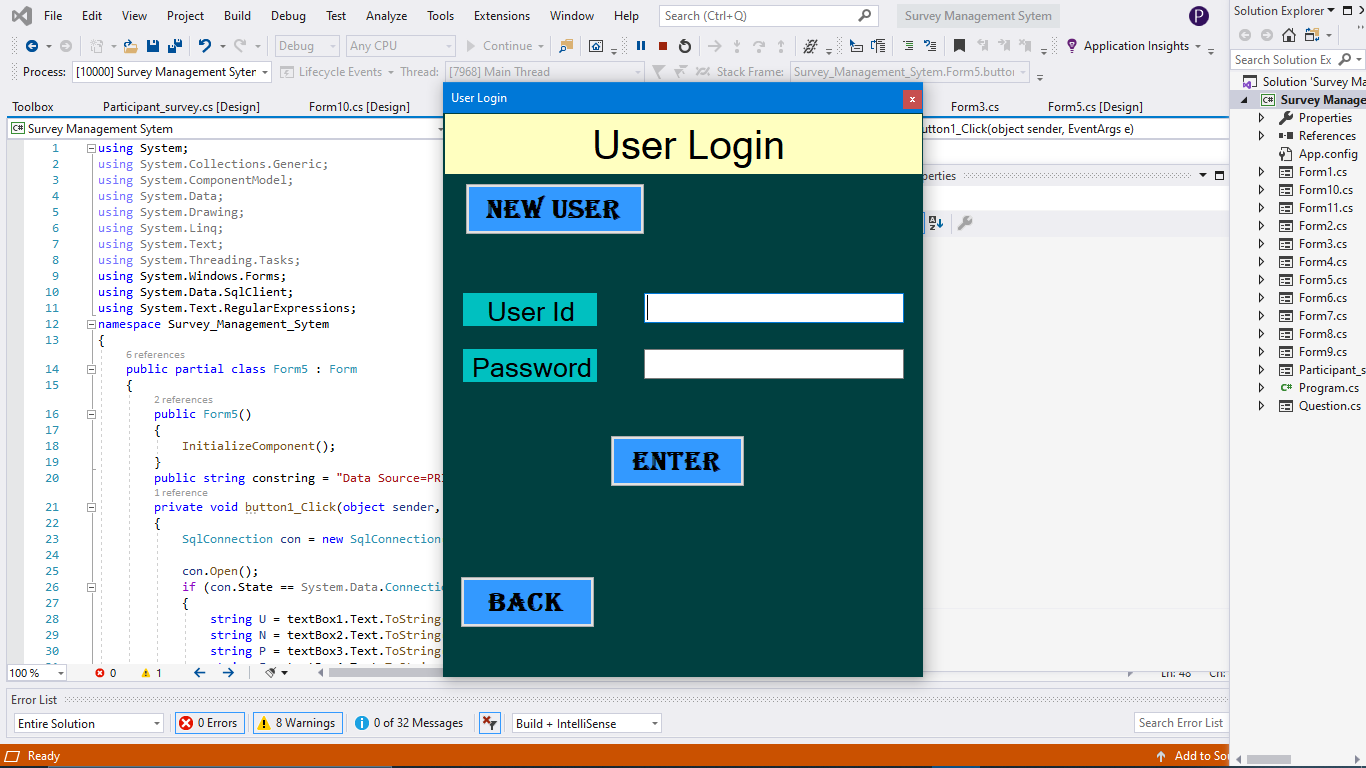 File Edit View Project Build Debug Test Analyze Tools Extensions Window Help Search (Ctrl+Q) Survey Management Sytem P
Debug Any CPU Continue Application Insights
Process: [10000] Survey Management Syter Lifecycle Events Thread: [7968] Main Thread Stack Frame: Survey_Management_Sytem.Form5.button
Toolbox Participant_survey.cs [Design] Form10.cs [Design] Form3.cs Form5.cs [Design]
C# Survey Management Sytem utton1_Click(object sender, EventArgs e)
1 using System;
2 using System.Collections.Generic;
3 using System.ComponentModel;
4 using System.Data;
5 using System.Drawing;
6 using System.Linq;
7 using System.Text;
8 using System.Threading.Tasks;
9 using System.Windows.Forms;
10 using System.Data.SqlClient;
11 using System.Text.RegularExpressions;
12 namespace Survey_Management_Sytem
13 {
6 references
14 public partial class Form5 : Form
15 {
2 references
16 public Form5()
17 {
18 InitializeComponent();
19 }
20 public string constring = "Data Source=PRI
1 reference
21 private void button1_Click(object sender,
22 {
23 SqlConnection con = new SqlConnection
24
25 con.Open();
26 if (con.State == System.Data.Connectio
27 {
28 string U = textBox1.Text.ToString
29 string N = textBox2.Text.ToString
30 string P = textBox3.Text.ToString
User Login x
User Login
NEW USER
User Id
Password
ENTER
BACK
perties
100 % 0 1 Ln: 48 Ch:
Error List
Entire Solution 0 Errors 8 Warnings 0 of 32 Messages Build + IntelliSense Search Error List
Ready Add to Sou
Solution Explorer
Search Solution Ex
Solution 'Survey Ma
C# Survey Manage
Properties
References
App.config
Form1.cs
Form10.cs
Form11.cs
Form2.cs
Form3.cs
Form4.cs
Form5.cs
Form6.cs
Form7.cs
Form8.cs
Form9.cs
Participant_s
C# Program.cs
Question.cs